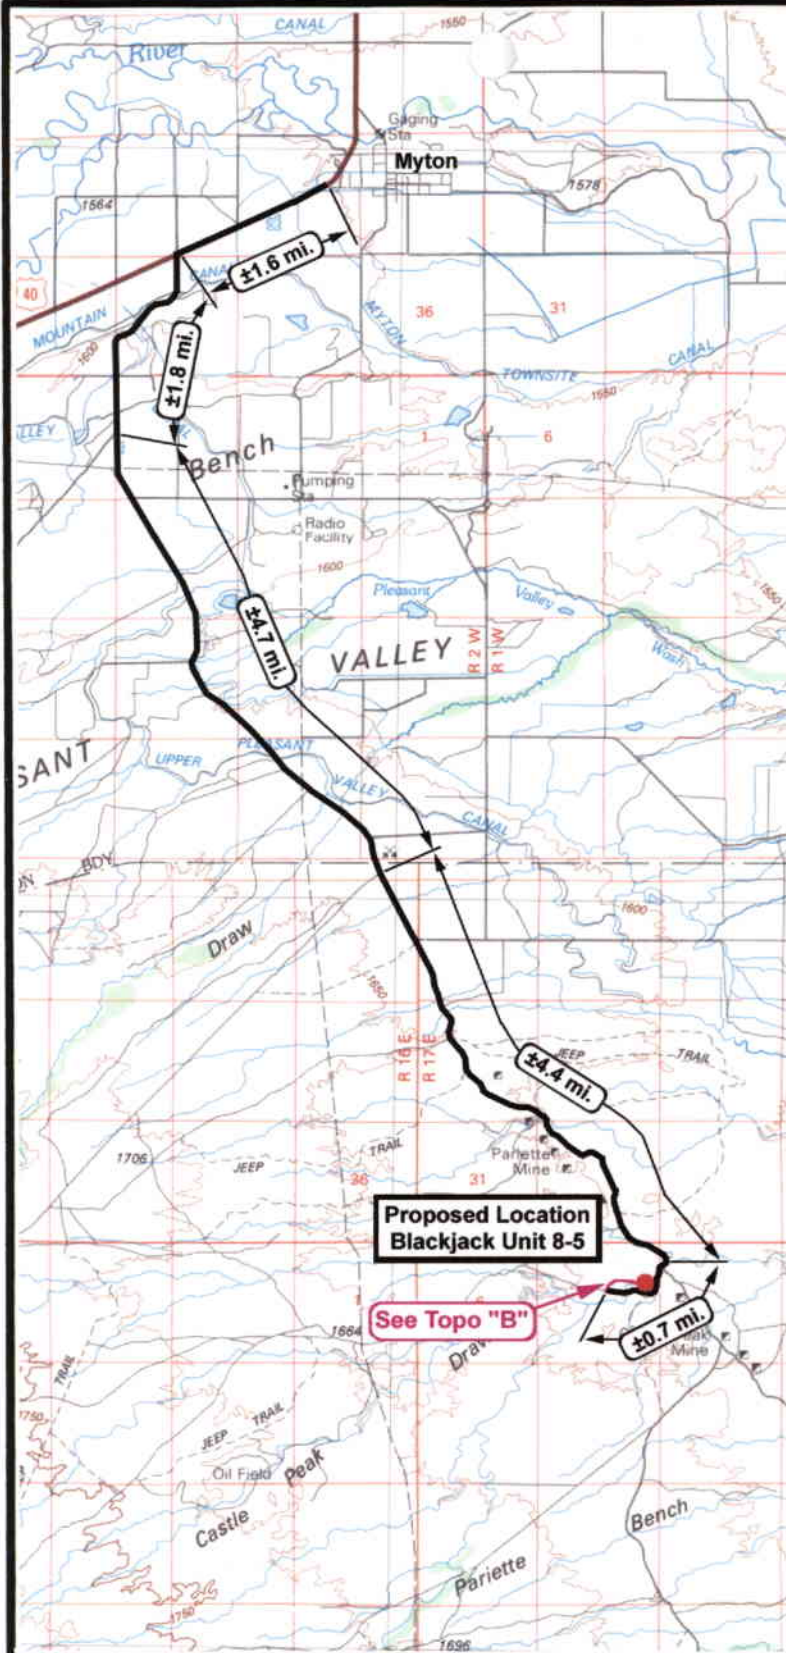 CANAL
1550
River
Gaging
Sta
Myton
1564
1578
±1.6 mi.
CANAL
40
MOUNTAIN
MYTON
36
31
1600
±1.8 mi.
TOWNSITE
CANAL
1550
1
6
Bench
Pumping
Sta
Radio
Facility
1600
1550
Pleasant
Valley
Wash
±4.7 mi.
VALLEY
R 2 W
R 1 W
SANT
UPPER
PLEASANT
VALLEY
CANAL
BDY
1600
Draw
1650
R 16 E
R 17 E
±4.4 mi.
JEEP
TRAIL
1706
JEEP
TRAIL
Pariette
Mine
36
31
Proposed Location
Blackjack Unit 8-5
See Topo "B"
±0.7 mi.
1664
Draw
Mine
TRAIL
1750
JEEP
TRAIL
Oil Field
Castle
Peak
Bench
Pariette
1750
1696